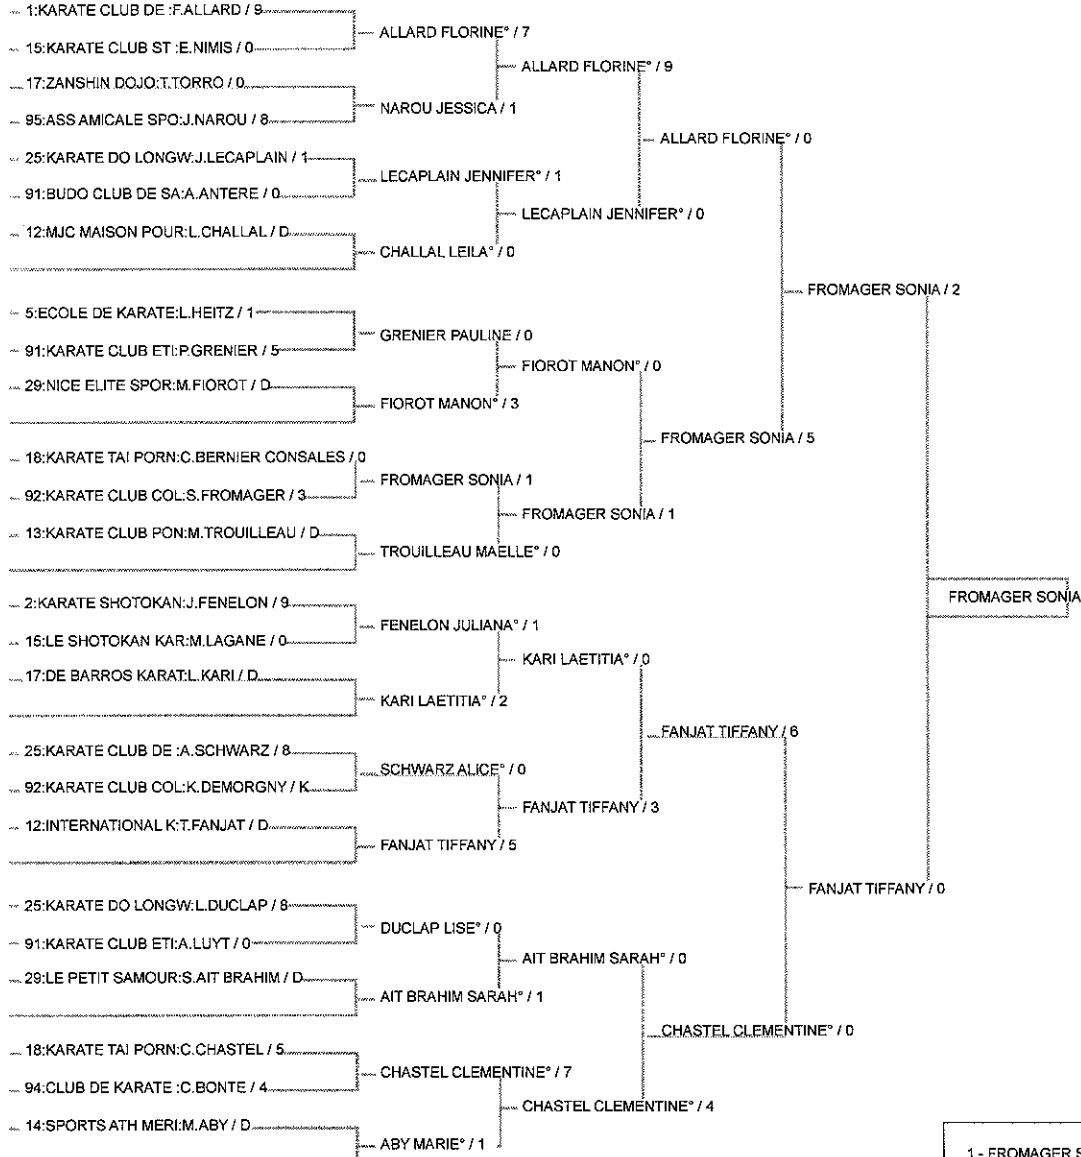 1:KARATE CLUB DE :F.ALLARD / 9
15:KARATE CLUB ST :E.NIMIS / 0
17:ZANSHIN DOJO:T.TORRO / 0
95:ASS AMICALE SPO:J.NAROU / 8
25:KARATE DO LONGW:J.LECAPLAIN / 1
91:BUDO CLUB DE SA:A.ANTERE / 0
12:MJC MAISON POUR:L.CHALLAL / D
5:ECOLE DE KARATE:L.HEITZ / 1
91:KARATE CLUB ETI:P.GRENIER / 5
29:NICE ELITE SPOR:M.FIOROT / D
18:KARATE TAI PORN:C.BERNIER CONSALES / 0
92:KARATE CLUB COL:S.FROMAGER / 3
13:KARATE CLUB PON:M.TROUILLEAU / D
2:KARATE SHOTOKAN:J.FENELON / 9
15:LE SHOTOKAN KAR:M.LAGANE / 0
17:DE BARROS KARAT:L.KARI / D
25:KARATE CLUB DE :A.SCHWARZ / 8
92:KARATE CLUB COL:K.DEMORGNY / K
12:INTERNATIONAL K:T.FANJAT / D
25:KARATE DO LONGW:L.DUCLAP / 8
91:KARATE CLUB ETI:A.LUYT / 0
29:LE PETIT SAMOUR:S.AIT BRAHIM / D
18:KARATE TAI PORN:C.CHASTEL / 5
94:CLUB DE KARATE :C.BONTE / 4
14:SPORTS ATH MERI:M.ABY / D
ALLARD FLORINE° / 7
NAROU JESSICA / 1
LECAPLAIN JENNIFER° / 1
CHALLAL LEILA° / 0
GRENIER PAULINE / 0
FIOROT MANON° / 3
FROMAGER SONIA / 1
TROUILLEAU MAELLE° / 0
FENELON JULIANA° / 1
KARI LAETITIA° / 2
SCHWARZ ALICE° / 0
FANJAT TIFFANY / 5
DUCLAP LISE° / 0
AIT BRAHIM SARAH° / 1
CHASTEL CLEMENTINE° / 7
ABY MARIE° / 1
ALLARD FLORINE° / 9
LECAPLAIN JENNIFER° / 0
FIOROT MANON° / 0
FROMAGER SONIA / 1
KARI LAETITIA° / 0
FANJAT TIFFANY / 3
AIT BRAHIM SARAH° / 0
CHASTEL CLEMENTINE° / 4
ALLARD FLORINE° / 0
FROMAGER SONIA / 5
FANJAT TIFFANY / 6
CHASTEL CLEMENTINE° / 0
FROMAGER SONIA / 2
FANJAT TIFFANY / 0
FROMAGER SONIA
1 - FROMAGER S